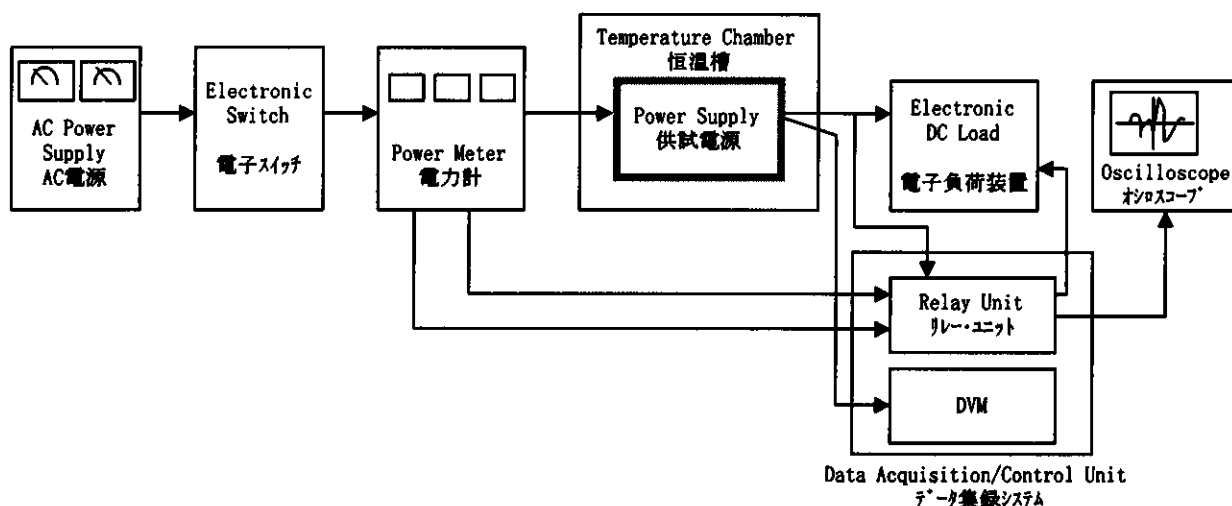 AC Power
Supply
AC電源
Electronic
Switch
電子スイッチ
Power Meter
電力計
Temperature Chamber
恒温槽
Power Supply
供試電源
Electronic
DC Load
電子負荷装置
Oscilloscope
オシロスコープ
Relay Unit
リレー・ユニット
DVM
Data Acquisition/Control Unit
データ集録システム